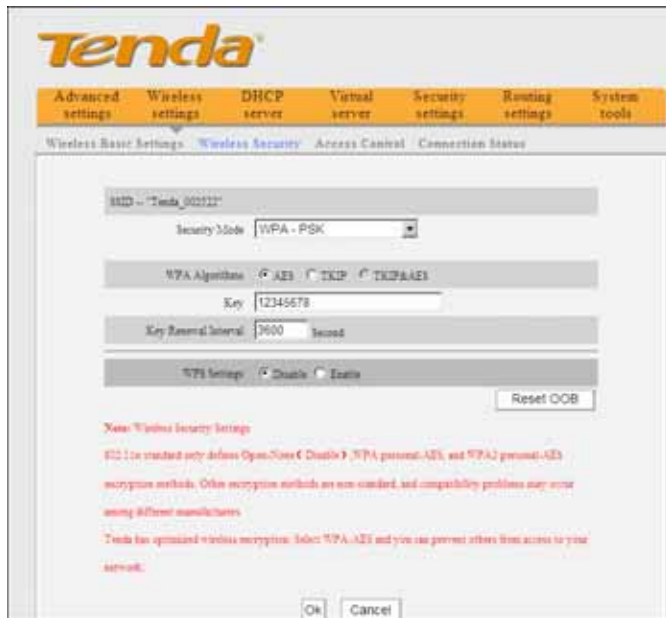 Tenda
Advanced settings Wireless settings DHCP server Virtual server Security settings Routing settings System tools
Wireless Basic Settings Wireless Security Access Control Connection Status
SSID -- "Tenda_002522"
Security Mode WPA - PSK
WPA Algorithms AES TKIP TKIP&AES
Key 12345678
Key Renewal Interval 3600 Second
WPS Settings Disable Enable
Reset OOB
Note: Wireless Security Settings
802.11n standard only defines Open-None ( Disable ) ,WPA personal-AES, and WPA2 personal-AES
encryption methods. Other encryption methods are non-standard, and compatibility problems may occur
among different manufacturers.
Tenda has optimized wireless encryption. Select WPA-AES and you can prevent others from access to your
network.
Ok Cancel